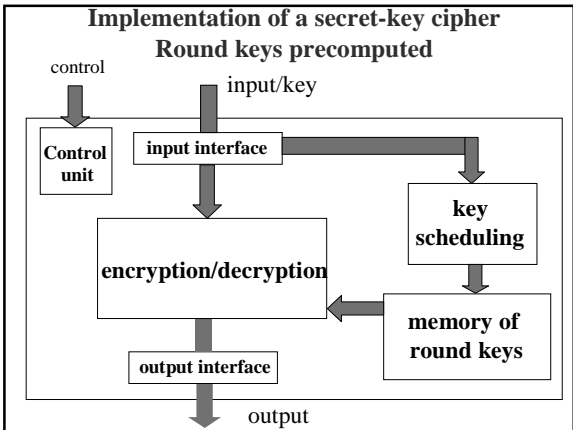 Implementation of a secret-key cipher
Round keys precomputed
control
input/key
Control
unit
input interface
key
scheduling
encryption/decryption
memory of
round keys
output interface
output